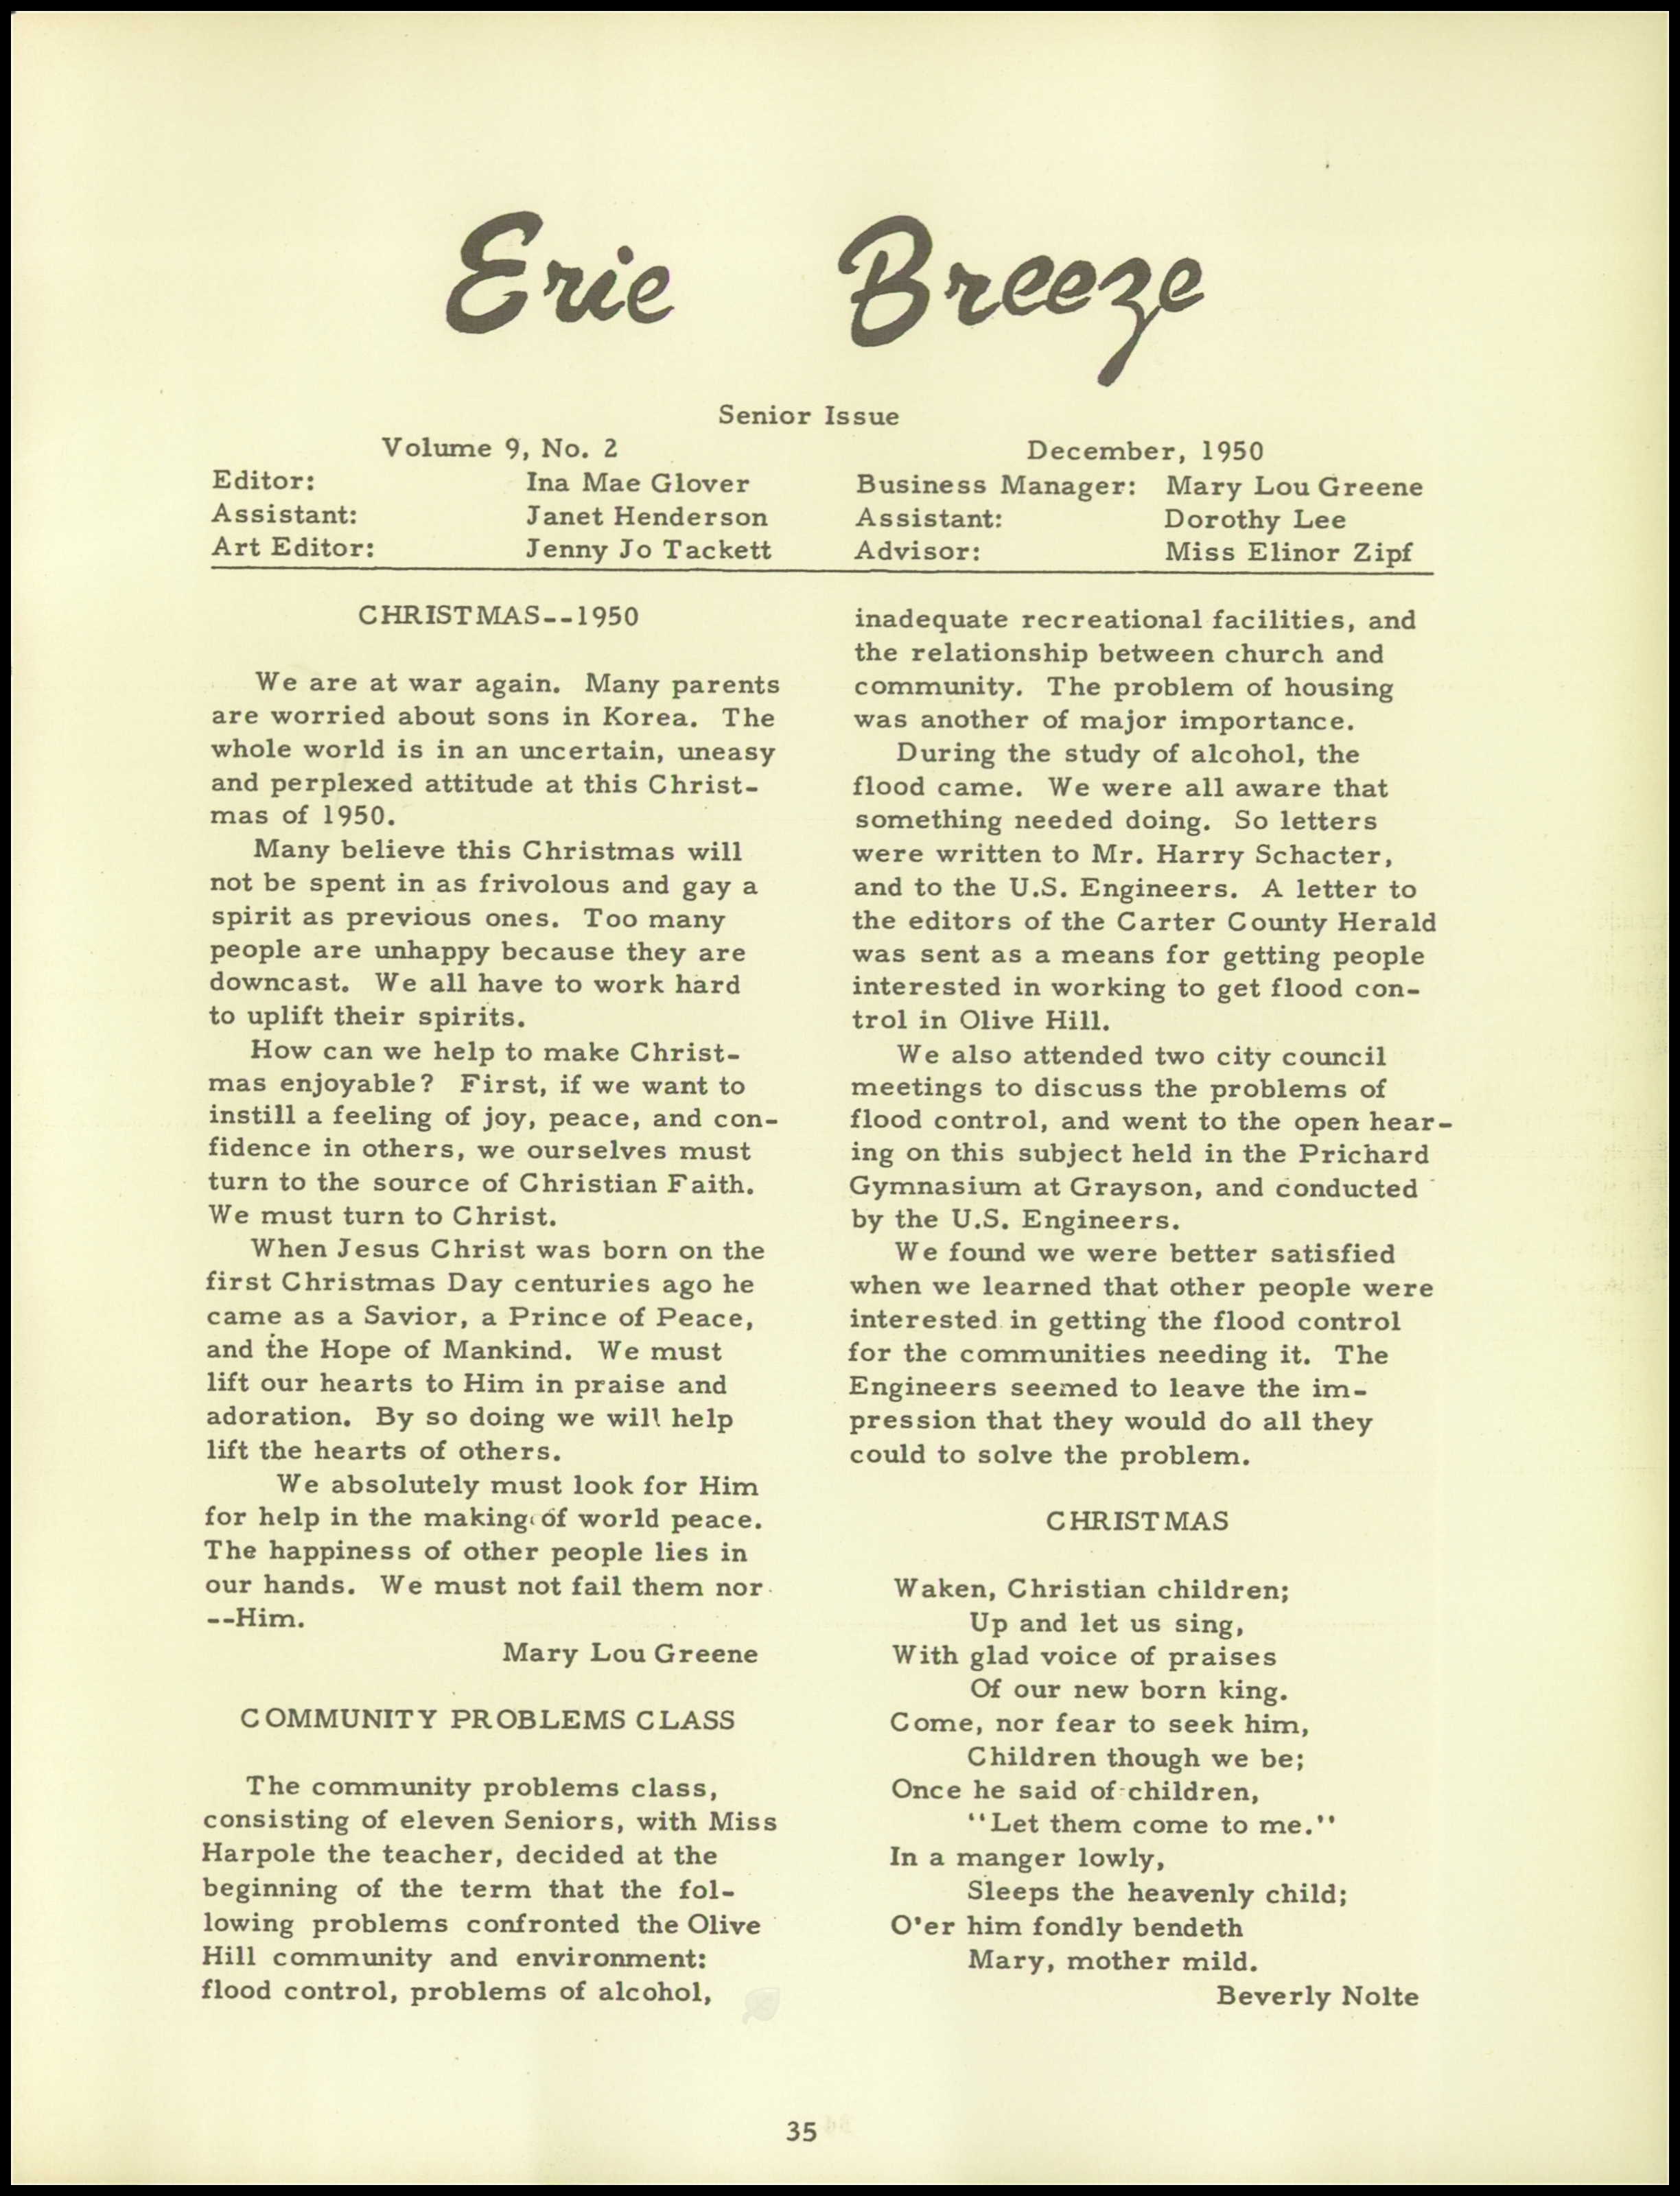 Erie Breeze
Senior Issue
Volume 9, No. 2
December, 1950
Editor: Ina Mae Glover
Business Manager: Mary Lou Greene
Assistant: Janet Henderson
Assistant: Dorothy Lee
Art Editor: Jenny Jo Tackett
Advisor: Miss Elinor Zipf
CHRISTMAS--1950
We are at war again. Many parents
are worried about sons in Korea. The
whole world is in an uncertain, uneasy
and perplexed attitude at this Christ-
mas of 1950.
Many believe this Christmas will
not be spent in as frivolous and gay a
spirit as previous ones. Too many
people are unhappy because they are
downcast. We all have to work hard
to uplift their spirits.
How can we help to make Christ-
mas enjoyable? First, if we want to
instill a feeling of joy, peace, and con-
fidence in others, we ourselves must
turn to the source of Christian Faith.
We must turn to Christ.
When Jesus Christ was born on the
first Christmas Day centuries ago he
came as a Savior, a Prince of Peace,
and the Hope of Mankind. We must
lift our hearts to Him in praise and
adoration. By so doing we will help
lift the hearts of others.
We absolutely must look for Him
for help in the making of world peace.
The happiness of other people lies in
our hands. We must not fail them nor
--Him.
Mary Lou Greene
COMMUNITY PROBLEMS CLASS
The community problems class,
consisting of eleven Seniors, with Miss
Harpole the teacher, decided at the
beginning of the term that the fol-
lowing problems confronted the Olive
Hill community and environment:
flood control, problems of alcohol,
inadequate recreational facilities, and
the relationship between church and
community. The problem of housing
was another of major importance.
During the study of alcohol, the
flood came. We were all aware that
something needed doing. So letters
were written to Mr. Harry Schacter,
and to the U.S. Engineers. A letter to
the editors of the Carter County Herald
was sent as a means for getting people
interested in working to get flood con-
trol in Olive Hill.
We also attended two city council
meetings to discuss the problems of
flood control, and went to the open hear-
ing on this subject held in the Prichard
Gymnasium at Grayson, and conducted
by the U.S. Engineers.
We found we were better satisfied
when we learned that other people were
interested in getting the flood control
for the communities needing it. The
Engineers seemed to leave the im-
pression that they would do all they
could to solve the problem.
CHRISTMAS
Waken, Christian children;
Up and let us sing,
With glad voice of praises
Of our new born king.
Come, nor fear to seek him,
Children though we be;
Once he said of children,
"Let them come to me."
In a manger lowly,
Sleeps the heavenly child;
O'er him fondly bendeth
Mary, mother mild.
Beverly Nolte
35